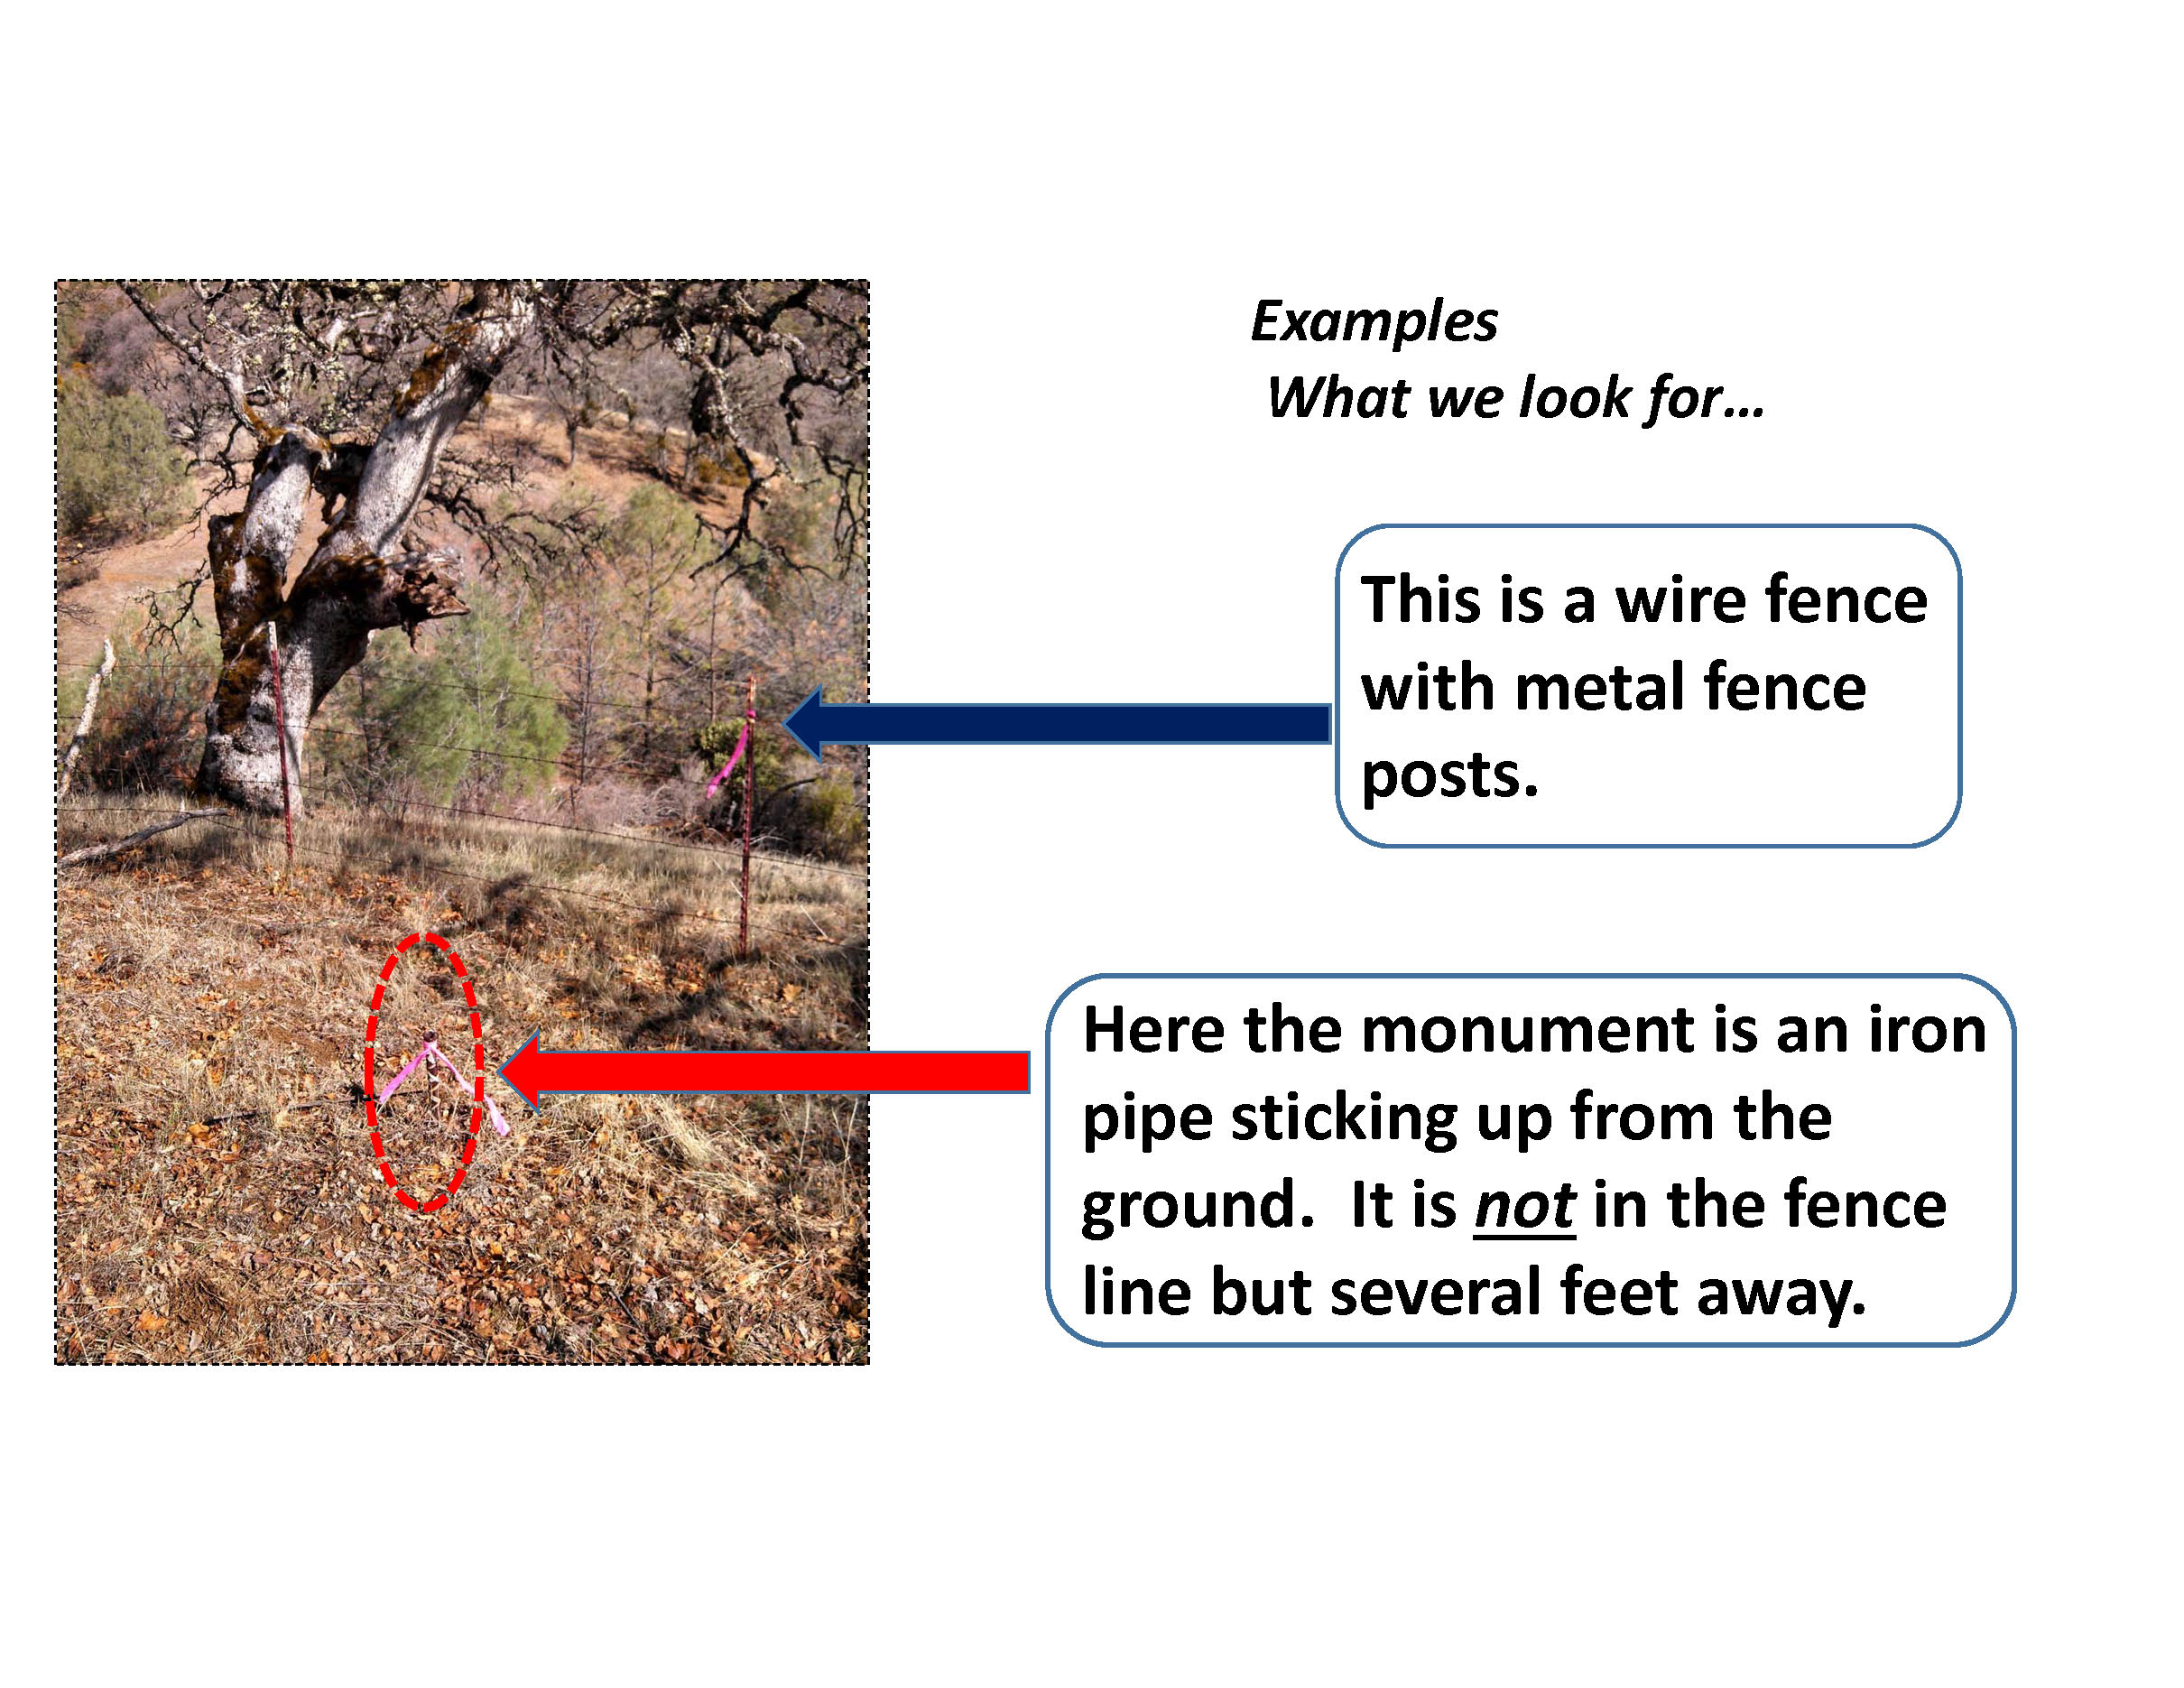 Examples
What we look for…
This is a wire fence
with metal fence
posts.
Here the monument is an iron
pipe sticking up from the
ground.  It is not in the fence
line but several feet away.